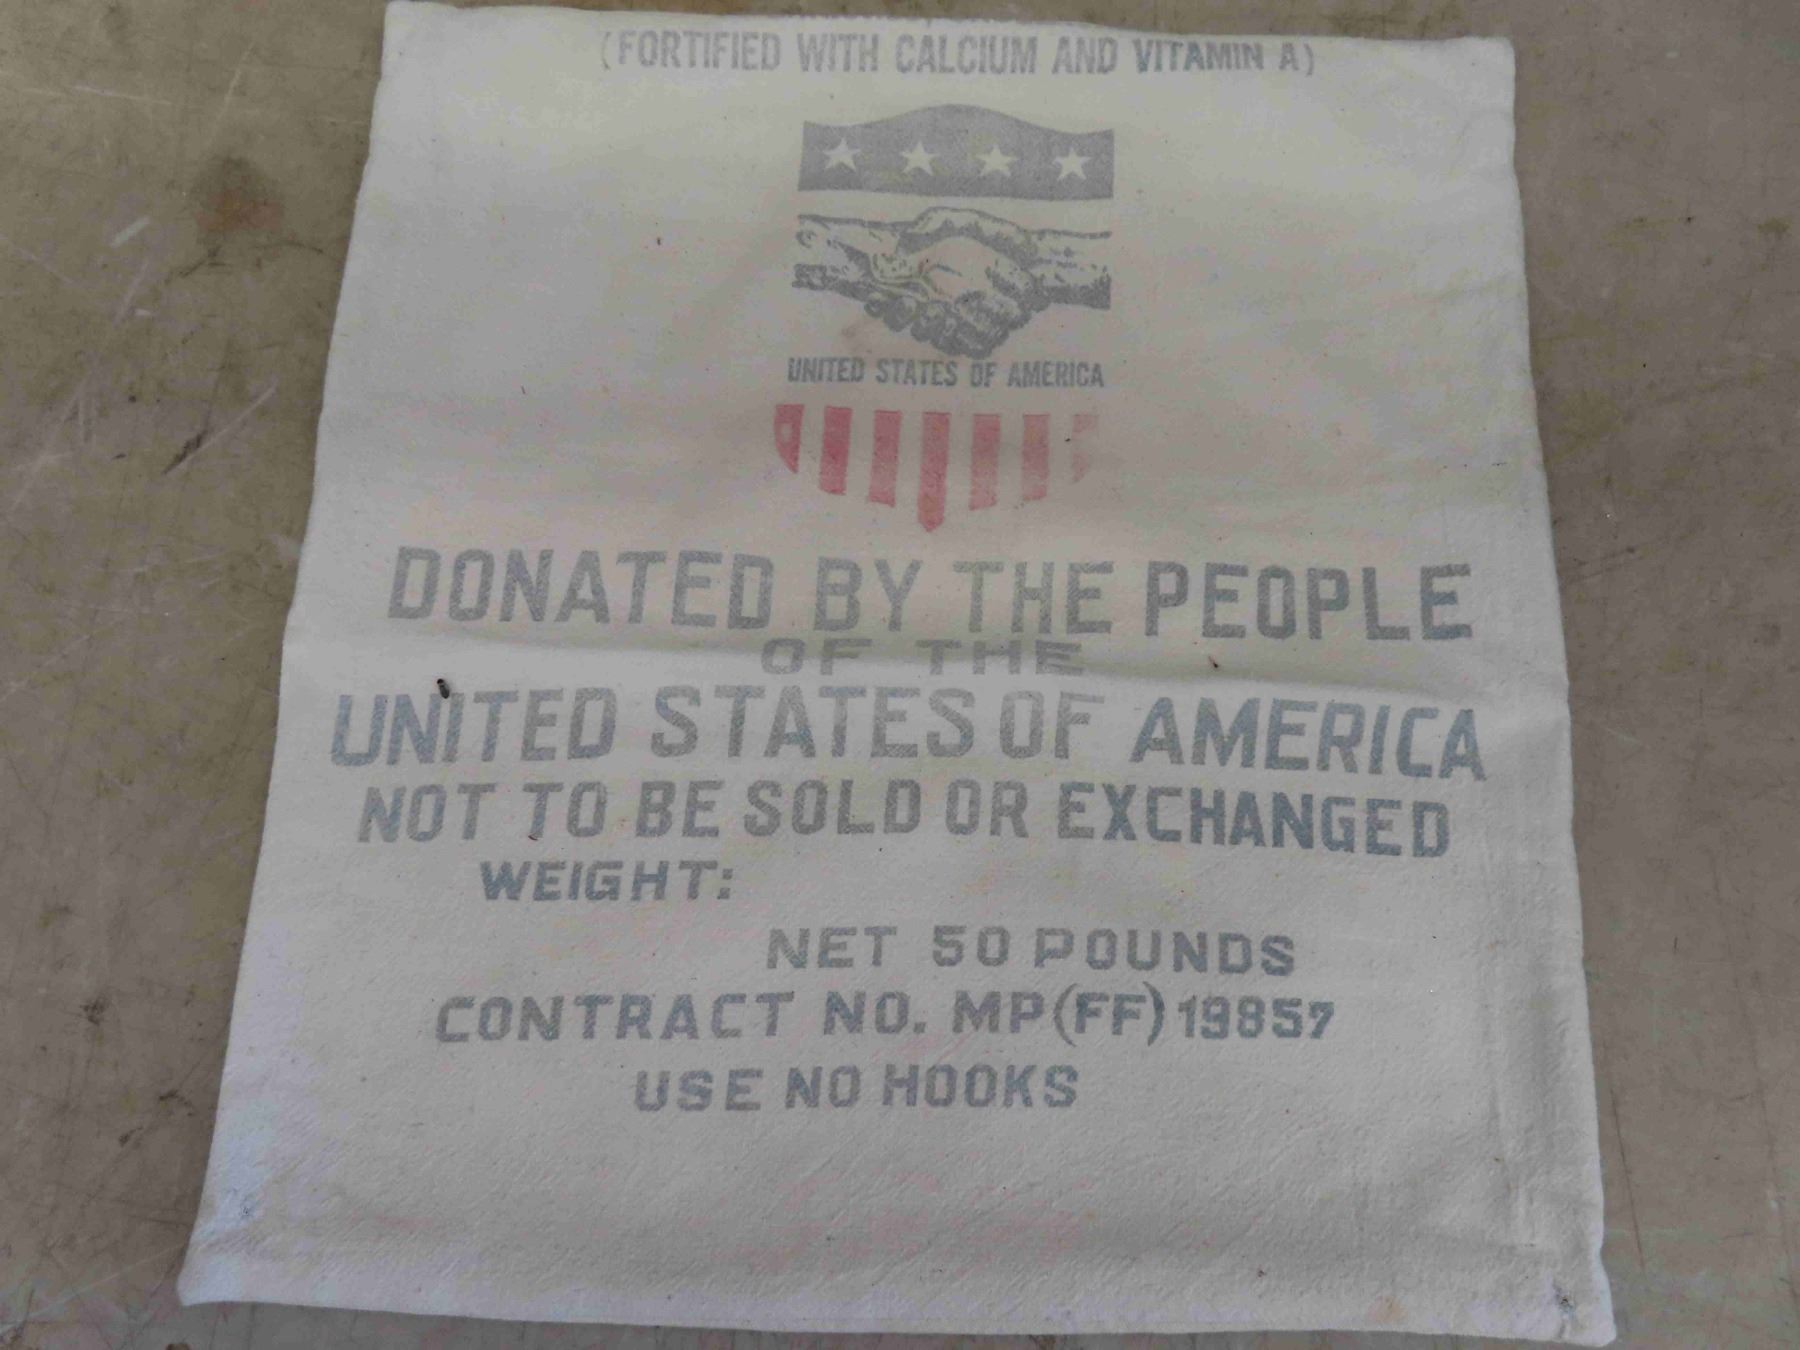 (FORTIFIED WITH CALCIUM AND VITAMIN A)
UNITED STATES OF AMERICA
DONATED BY THE PEOPLE
OF THE
UNITED STATES OF AMERICA
NOT TO BE SOLD OR EXCHANGED
WEIGHT:
NET 50 POUNDS
CONTRACT NO. MP(FF)19857
USE NO HOOKS